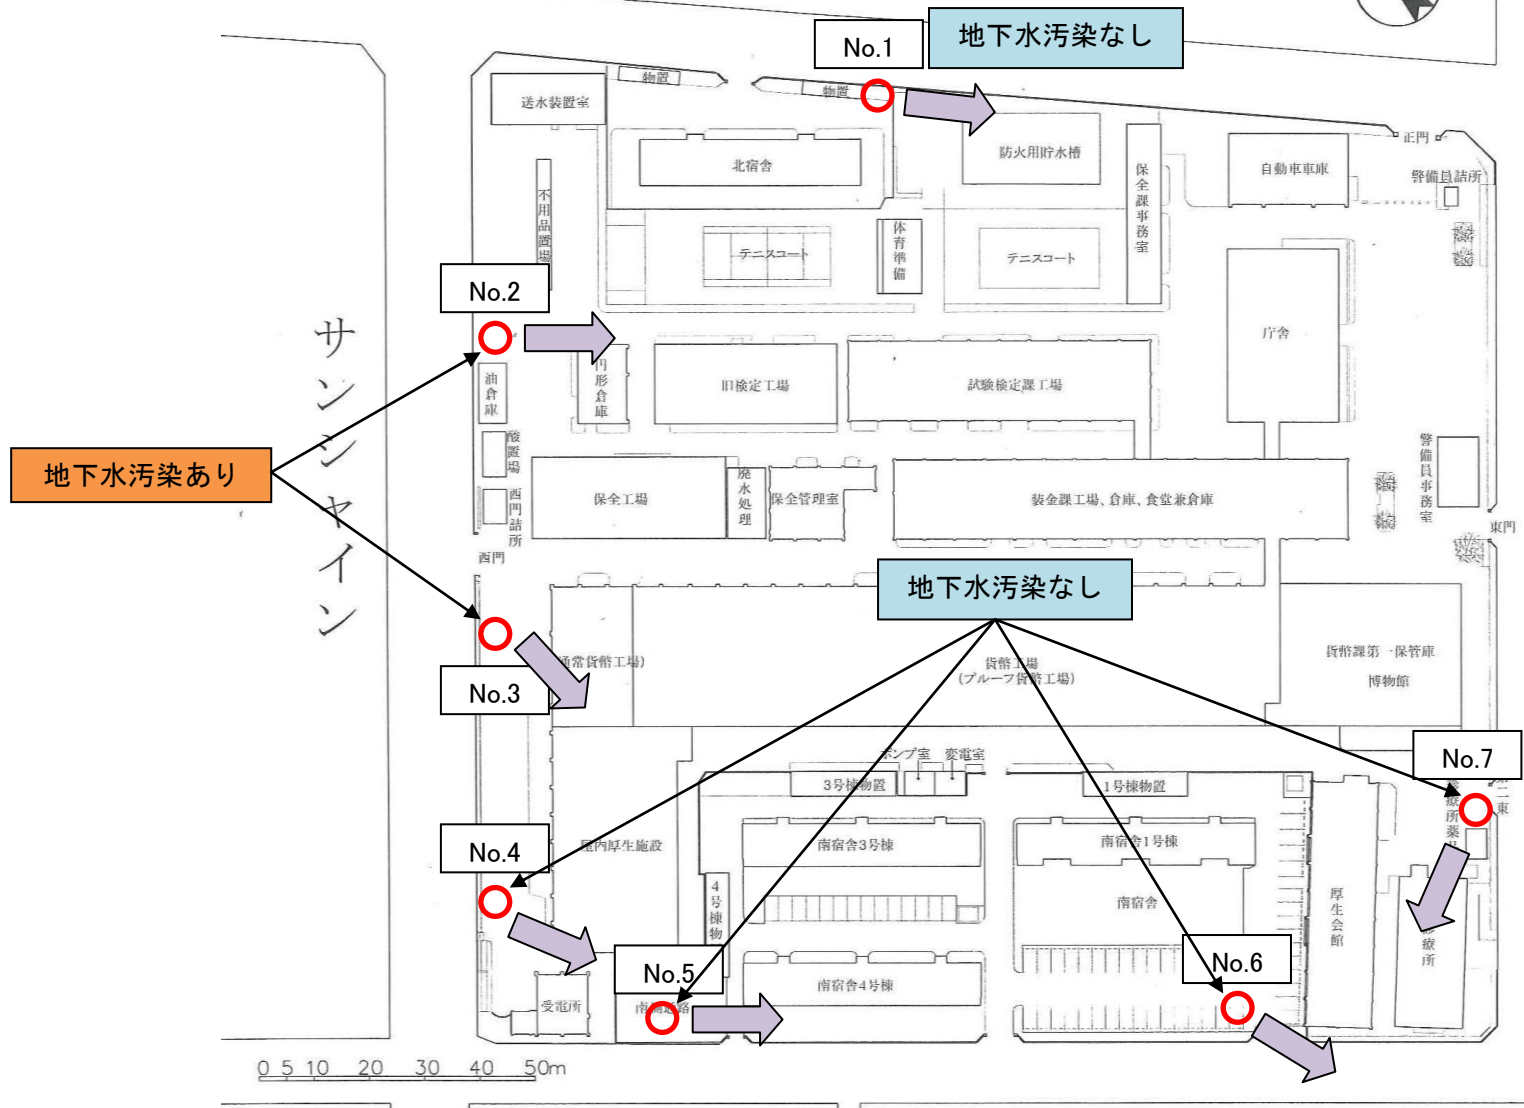 No.1
地下水汚染なし
物置
物置
送水装置室
正門
北宿舎
防火用貯水槽
保全課事務室
自動車車庫
警備員詰所
不用品置場
体育準備
テニスコート
テニスコート
No.2
サンシャイン
油倉庫
円形倉庫
旧検定工場
試験検定課工場
庁舎
地下水汚染あり
酸置場
西門詰所
保全工場
廃水処理
保全管理室
装金課工場、倉庫、食堂兼倉庫
警備員事務室
東門
西門
地下水汚染なし
No.3
通常貨幣工場)
貨幣工場
(プルーフ貨幣工場)
貨幣課第一保管庫
博物館
ポンプ室
変電室
No.7
3号棟物置
1号棟物置
第二東
診療所薬品
No.4
屋内厚生施設
南宿舎3号棟
南宿舎1号棟
4号棟物
南宿舎
厚生会館
診療所
No.5
No.6
受電所
南宿舎4号棟
0 5 10 20 30 40 50m